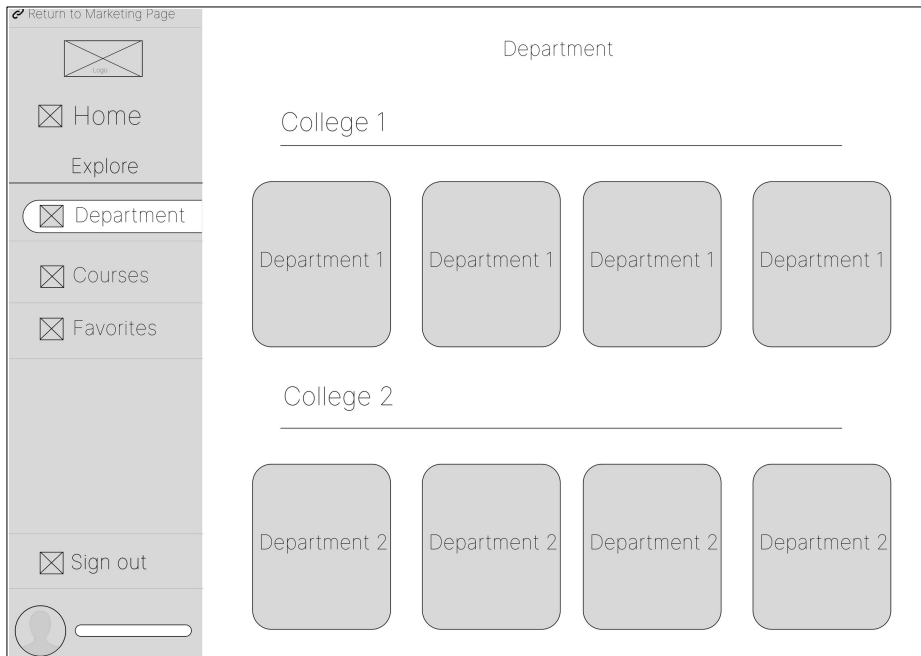 Return to Marketing Page
Logo
Home
Explore
Department
Courses
Favorites
Sign out
Department
College 1
Department 1
Department 1
Department 1
Department 1
College 2
Department 2
Department 2
Department 2
Department 2